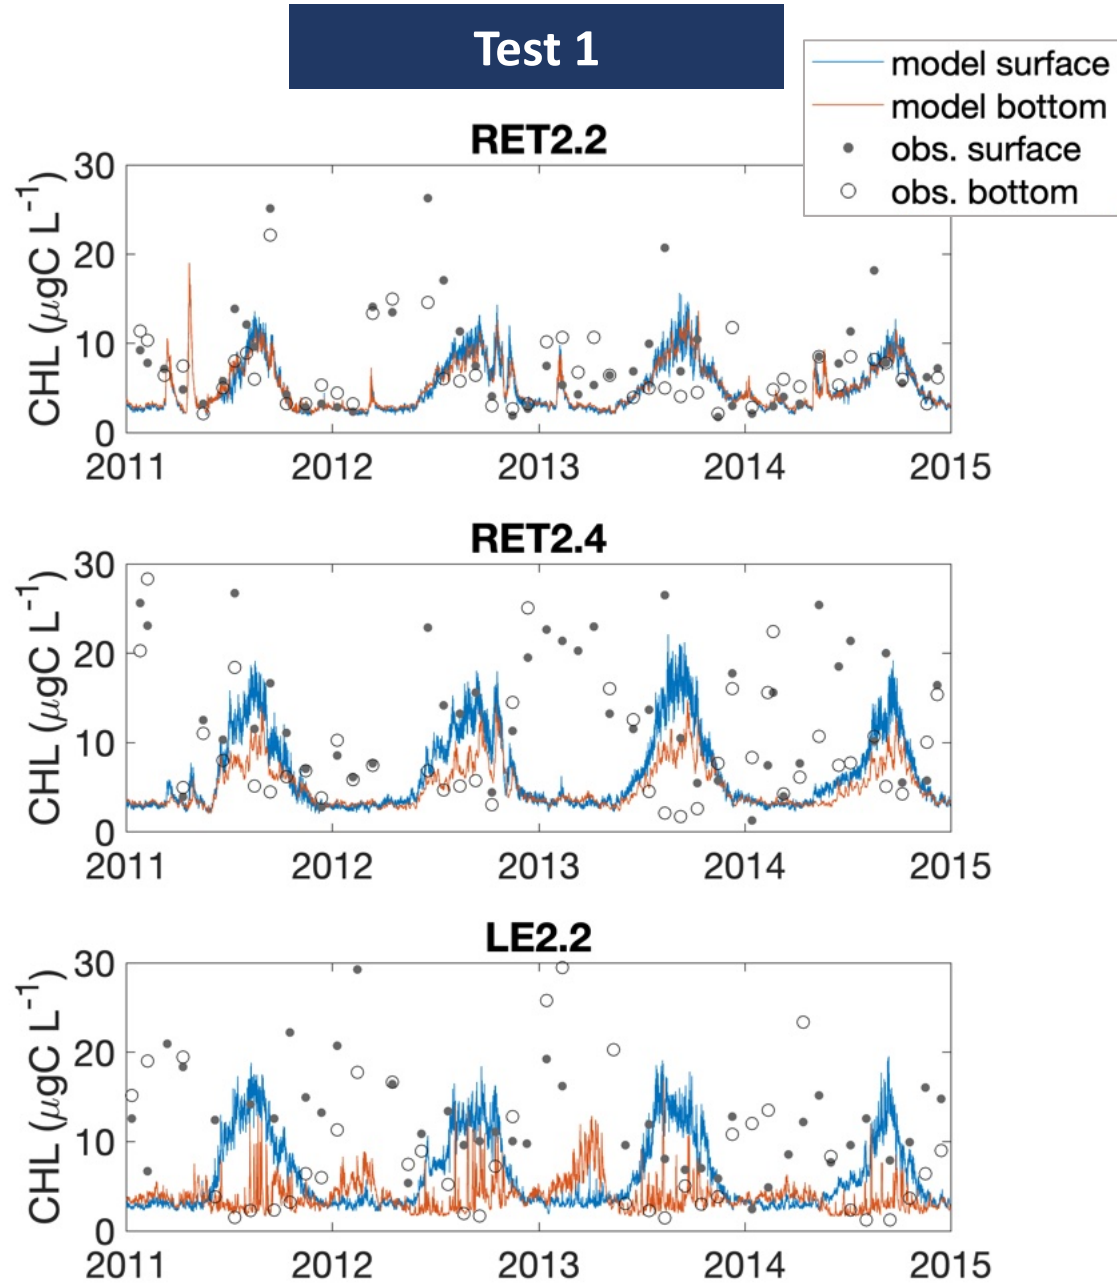 Test 1
model surface
model bottom
obs. surface
obs. bottom
RET2.2
CHL (μgC L⁻¹)
30
20
10
0
2011 2012 2013 2014 2015
RET2.4
CHL (μgC L⁻¹)
30
20
10
0
2011 2012 2013 2014 2015
LE2.2
CHL (μgC L⁻¹)
30
20
10
0
2011 2012 2013 2014 2015